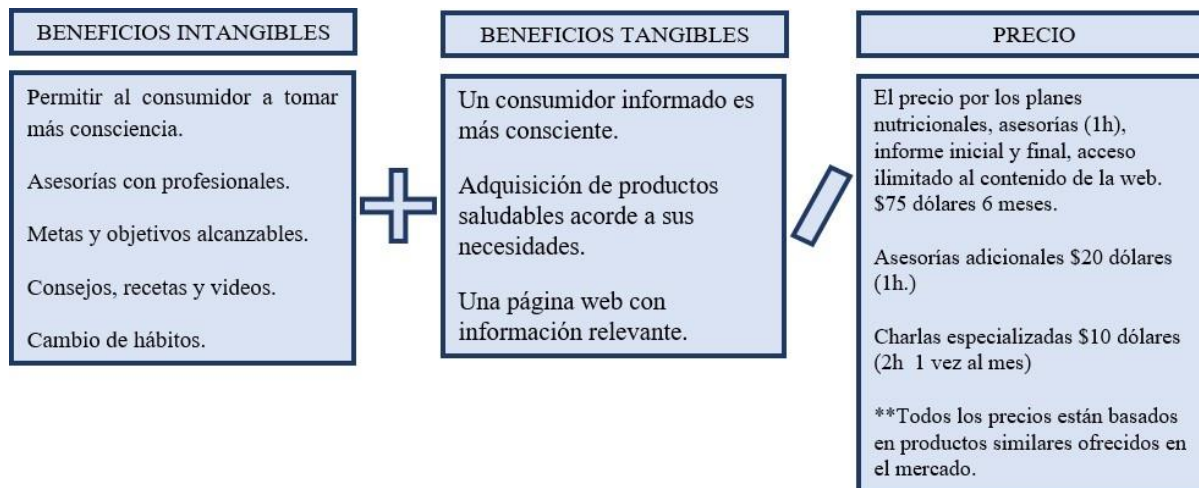 BENEFICIOS INTANGIBLES
Permitir al consumidor a tomar
más consciencia.
Asesorías con profesionales.
Metas y objetivos alcanzables.
Consejos, recetas y videos.
Cambio de hábitos.
BENEFICIOS TANGIBLES
Un consumidor informado es
más consciente.
Adquisición de productos
saludables acorde a sus
necesidades.
Una página web con
información relevante.
PRECIO
El precio por los planes
nutricionales, asesorías (1h),
informe inicial y final, acceso
ilimitado al contenido de la web.
$75 dólares 6 meses.
Asesorías adicionales $20 dólares
(1h.)
Charlas especializadas $10 dólares
(2h 1 vez al mes)
**Todos los precios están basados
en productos similares ofrecidos en
el mercado.